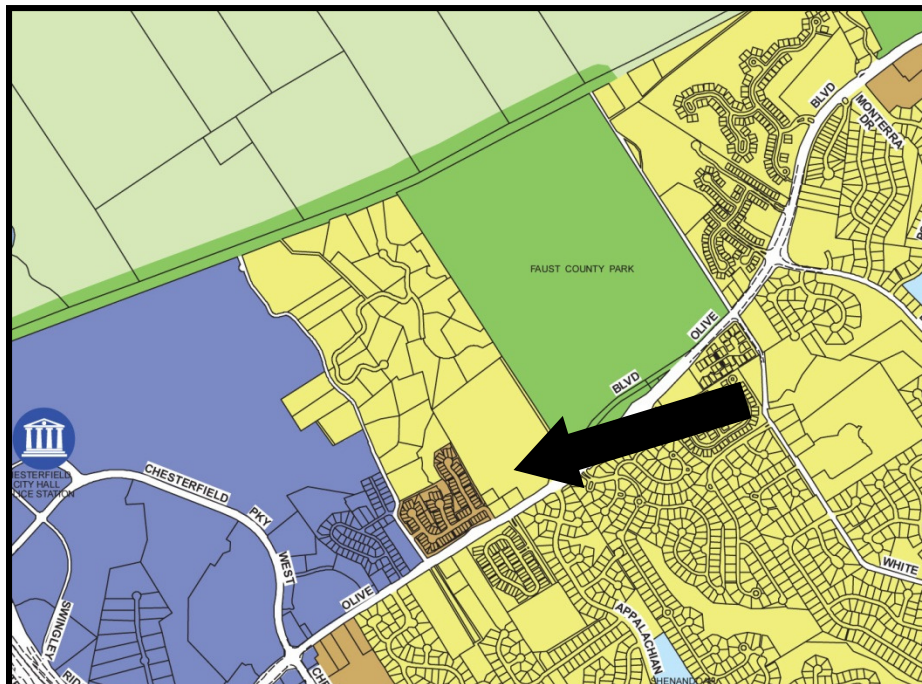 BLVD
MONTERRA
DR
FAUST COUNTY PARK
OLIVE
BLVD
CHESTERFIELD
CITY HALL
CHESTERFIELD
PKY
WEST
OLIVE
SWINGLEY
WHITE
APPALACHIAN